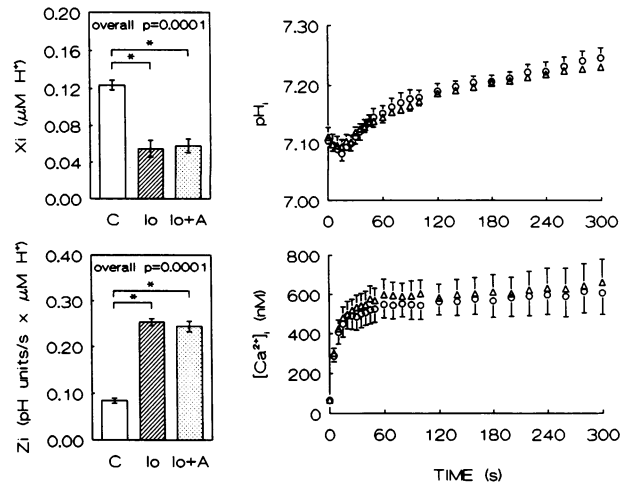 overall p=0.0001
*
*
Xi (μM H⁺)
0.20
0.16
0.12
0.08
0.04
0.00
C Io Io+A
pHᵢ
7.30
7.20
7.10
7.00
0 60 120 180 240 300
overall p=0.0001
*
*
Zi (pH units/s x μM H⁺)
0.40
0.30
0.20
0.10
0.00
C Io Io+A
[Ca²⁺]ᵢ (nM)
800
600
400
200
0
0 60 120 180 240 300
TIME (s)